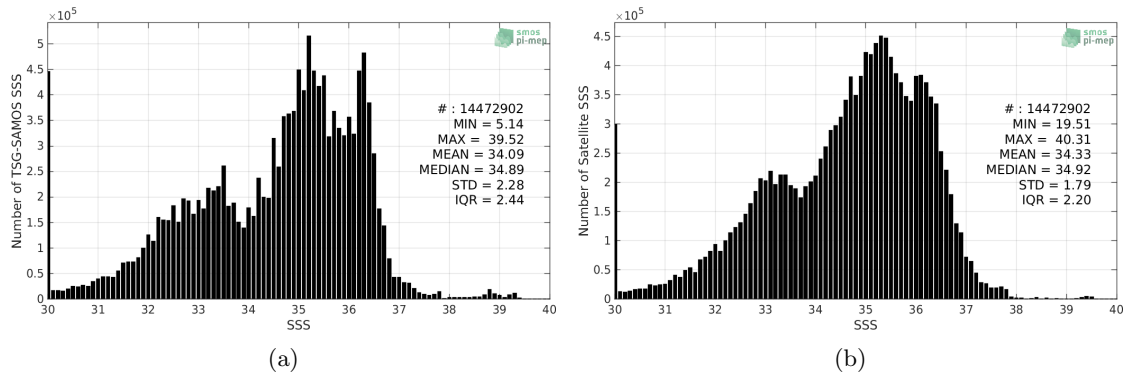 ×10^5
smos
pi-mep
Number of TSG-SAMOS SSS
5
4.5
4
3.5
3
2.5
2
1.5
1
0.5
0
# : 14472902
MIN = 5.14
MAX = 39.52
MEAN = 34.09
MEDIAN = 34.89
STD = 2.28
IQR = 2.44
30 31 32 33 34 35 36 37 38 39 40
SSS
(a)
×10^5
smos
pi-mep
Number of Satellite SSS
4.5
4
3.5
3
2.5
2
1.5
1
0.5
0
# : 14472902
MIN = 19.51
MAX = 40.31
MEAN = 34.33
MEDIAN = 34.92
STD = 1.79
IQR = 2.20
30 31 32 33 34 35 36 37 38 39 40
SSS
(b)